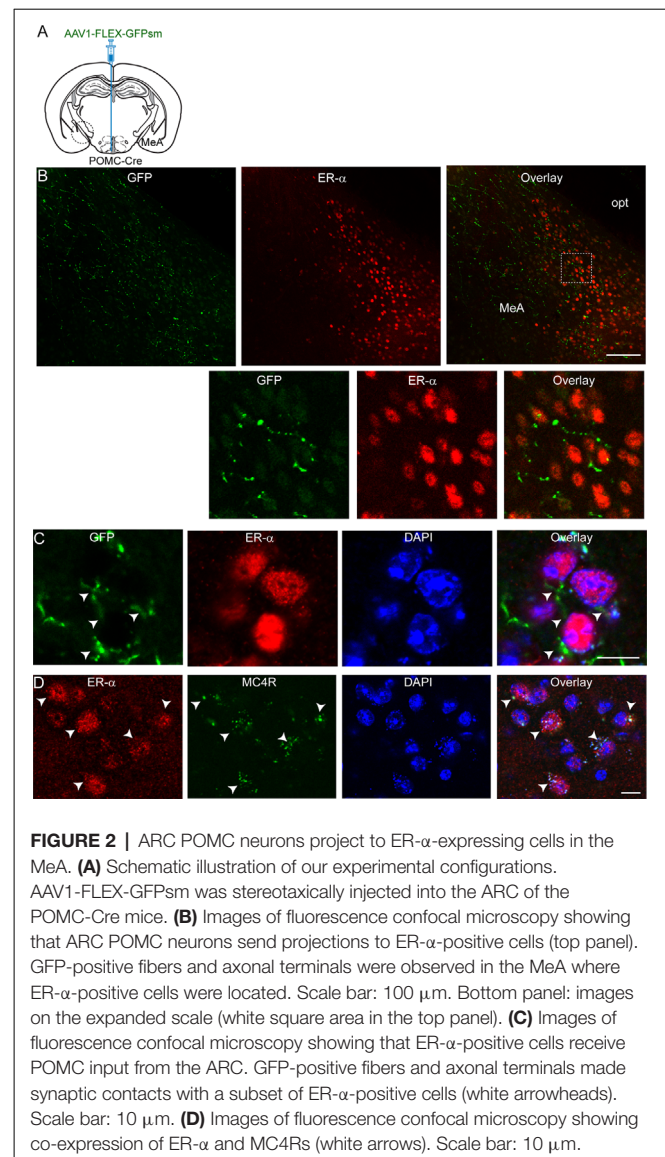 A
AAV1-FLEX-GFPsm
MeA
POMC-Cre
B
GFP
ER-α
Overlay
opt
MeA
GFP
ER-α
Overlay
C
GFP
ER-α
DAPI
Overlay
D
ER-α
MC4R
DAPI
Overlay
FIGURE 2 | ARC POMC neurons project to ER-α-expressing cells in the
MeA. (A) Schematic illustration of our experimental configurations.
AAV1-FLEX-GFPsm was stereotaxically injected into the ARC of the
POMC-Cre mice. (B) Images of fluorescence confocal microscopy showing
that ARC POMC neurons send projections to ER-α-positive cells (top panel).
GFP-positive fibers and axonal terminals were observed in the MeA where
ER-α-positive cells were located. Scale bar: 100 μm. Bottom panel: images
on the expanded scale (white square area in the top panel). (C) Images of
fluorescence confocal microscopy showing that ER-α-positive cells receive
POMC input from the ARC. GFP-positive fibers and axonal terminals made
synaptic contacts with a subset of ER-α-positive cells (white arrowheads).
Scale bar: 10 μm. (D) Images of fluorescence confocal microscopy showing
co-expression of ER-α and MC4Rs (white arrows). Scale bar: 10 μm.